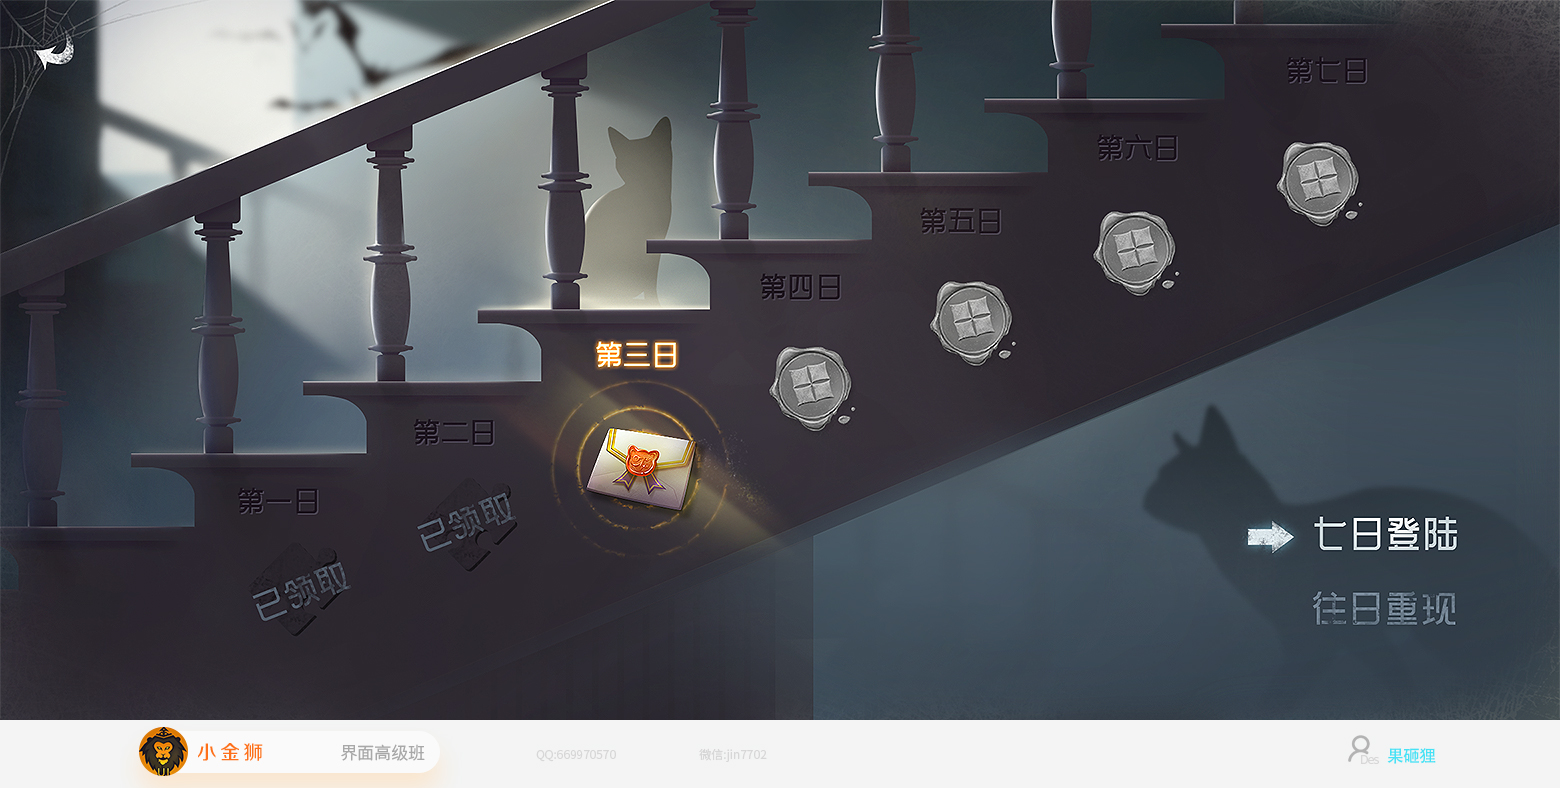 第七日
第六日
第五日
第四日
第三日
第二日
第一日
已领取
已领取
七日登陆
往日重现
小金狮
界面高级班
QQ:669970570
微信:jin7702
Des
果砸狸